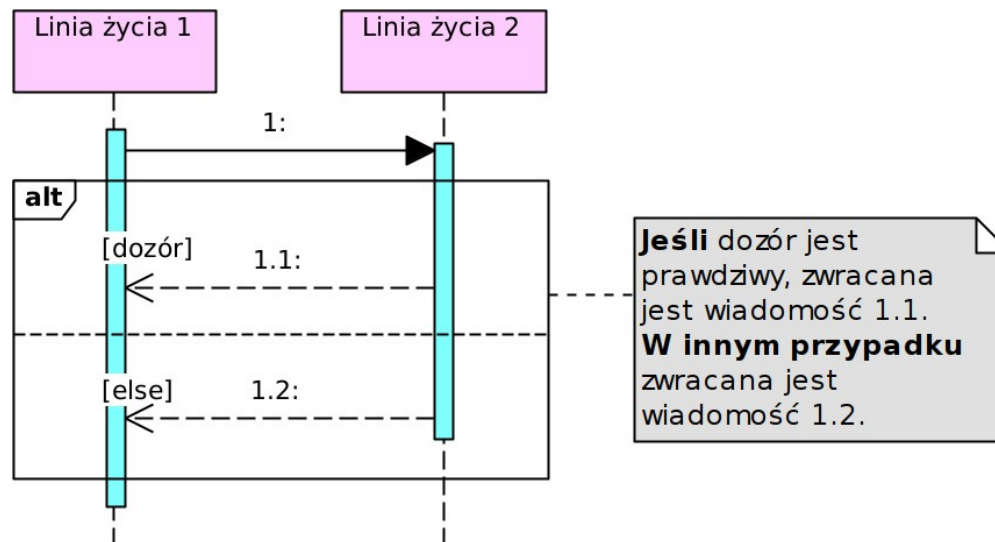 Linia życia 1
Linia życia 2
1:
alt
[dozór]
1.1:
[else]
1.2:
Jeśli dozór jest
prawdziwy, zwracana
jest wiadomość 1.1.
W innym przypadku
zwracana jest
wiadomość 1.2.